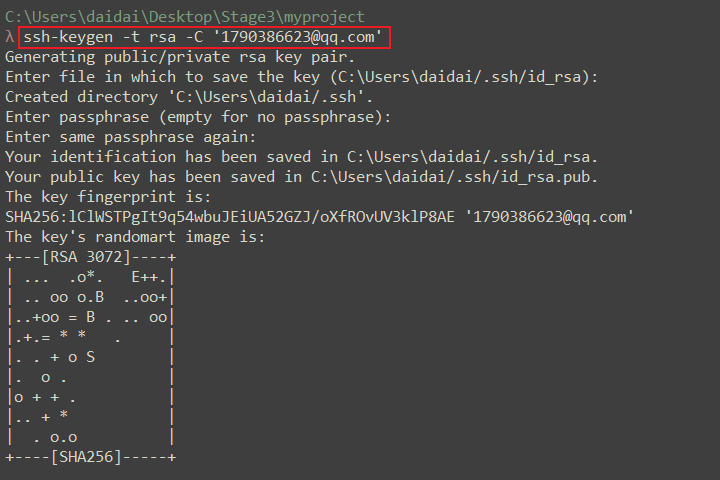 C:\Users\daidai\Desktop\Stage3\myproject
λ ssh-keygen -t rsa -C '1790386623@qq.com'
Generating public/private rsa key pair.
Enter file in which to save the key (C:\Users\daidai/.ssh/id_rsa):
Created directory 'C:\Users\daidai/.ssh'.
Enter passphrase (empty for no passphrase):
Enter same passphrase again:
Your identification has been saved in C:\Users\daidai/.ssh/id_rsa.
Your public key has been saved in C:\Users\daidai/.ssh/id_rsa.pub.
The key fingerprint is:
SHA256:lClWSTPgIt9q54wbuJEiUA52GZJ/oXfROvUV3klP8AE '1790386623@qq.com'
The key's randomart image is:
+---[RSA 3072]----+
| ...  .o*.   E++.|
| .. oo o.B  ..oo+|
|..+oo = B . .. oo|
|.+.= * *   .     |
|. . + o S        |
|.  o .           |
|o + + .          |
|.. + *           |
|  . o.o          |
+----[SHA256]-----+